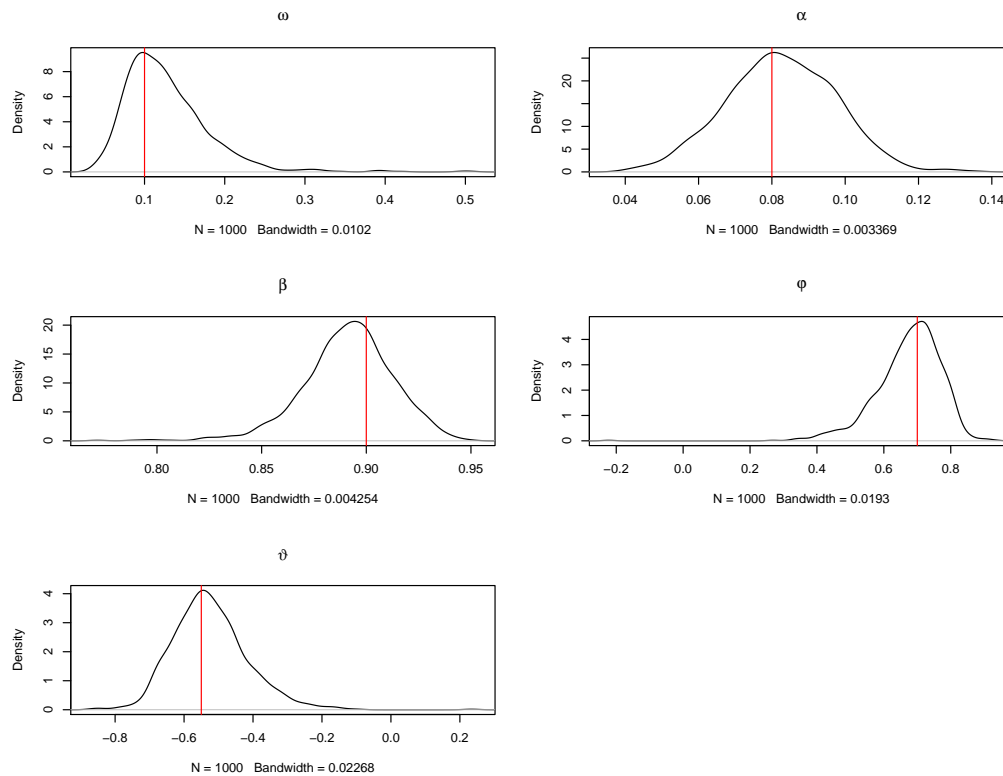 ω
Density
0 2 4 6 8
0.1 0.2 0.3 0.4 0.5
N = 1000 Bandwidth = 0.0102
α
Density
0 5 10 20
0.04 0.06 0.08 0.10 0.12 0.14
N = 1000 Bandwidth = 0.003369
β
Density
0 5 10 15 20
0.80 0.85 0.90 0.95
N = 1000 Bandwidth = 0.004254
φ
Density
0 1 2 3 4
−0.2 0.0 0.2 0.4 0.6 0.8
N = 1000 Bandwidth = 0.0193
ϑ
Density
0 1 2 3 4
−0.8 −0.6 −0.4 −0.2 0.0 0.2
N = 1000 Bandwidth = 0.02268